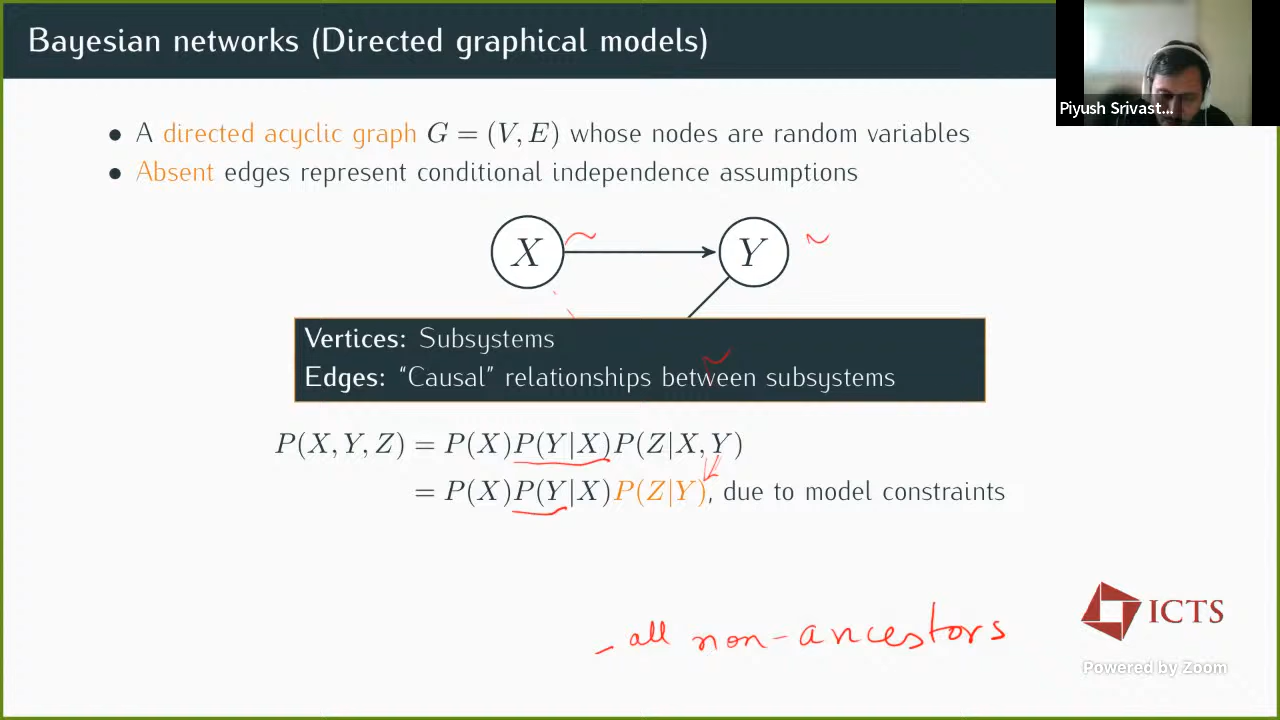 Bayesian networks (Directed graphical models)
Piyush Srivast...
• A directed acyclic graph G = (V, E) whose nodes are random variables
• Absent edges represent conditional independence assumptions
X Y
Vertices: Subsystems
Edges: “Causal” relationships between subsystems
P(X, Y, Z) = P(X)P(Y|X)P(Z|X, Y)
= P(X)P(Y|X)P(Z|Y), due to model constraints
ICTS
- all non-ancestors
Powered by Zoom